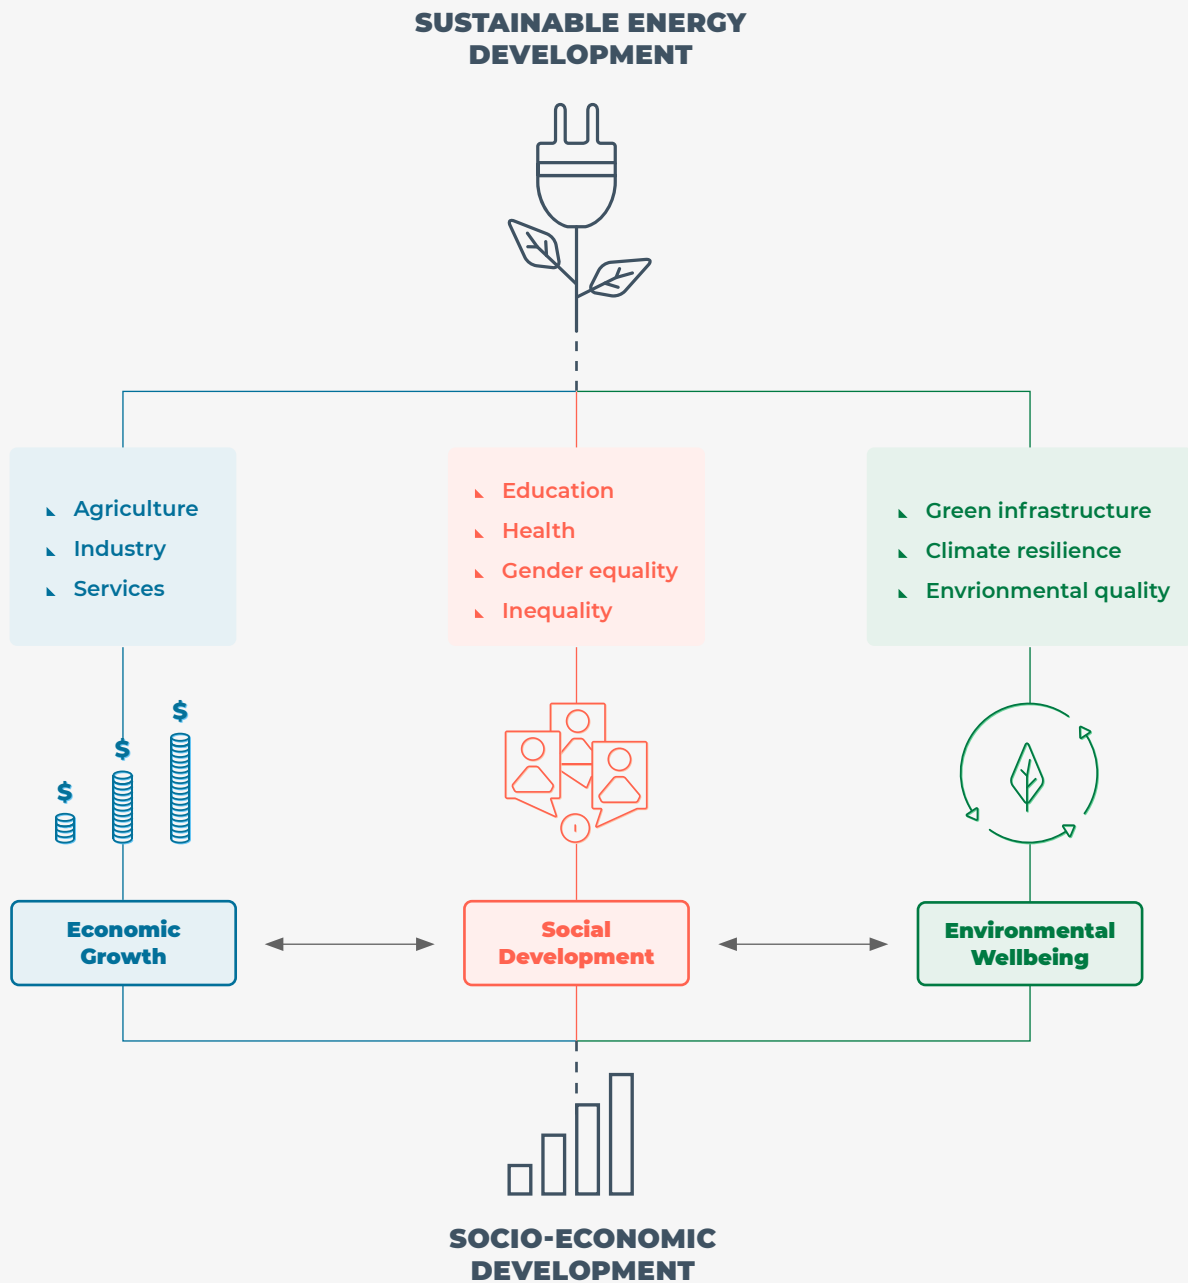 SUSTAINABLE ENERGY
DEVELOPMENT
Agriculture
Industry
Services
Education
Health
Gender equality
Inequality
Green infrastructure
Climate resilience
Envrionmental quality
$
$
$
Economic
Growth
Social
Development
Environmental
Wellbeing
SOCIO-ECONOMIC
DEVELOPMENT